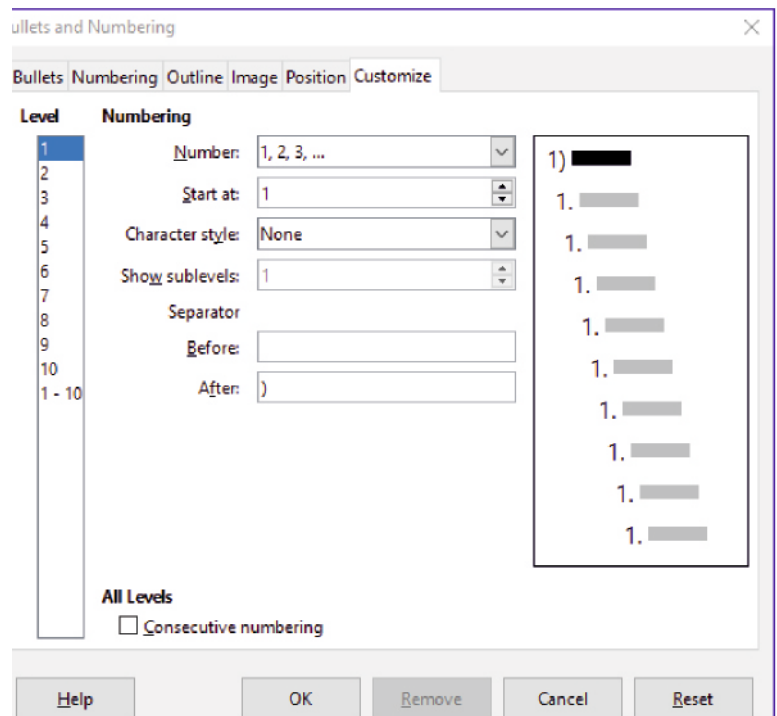 ullets and Numbering
Bullets Numbering Outline Image Position Customize
Level
1
2
3
4
5
6
7
8
9
10
1 - 10
Numbering
Number: 1, 2, 3, ...
Start at: 1
Character style: None
Show sublevels: 1
Separator
Before:
After: )
1)
1.
1.
1.
1.
1.
1.
1.
1.
1.
All Levels
Consecutive numbering
Help OK Remove Cancel Reset